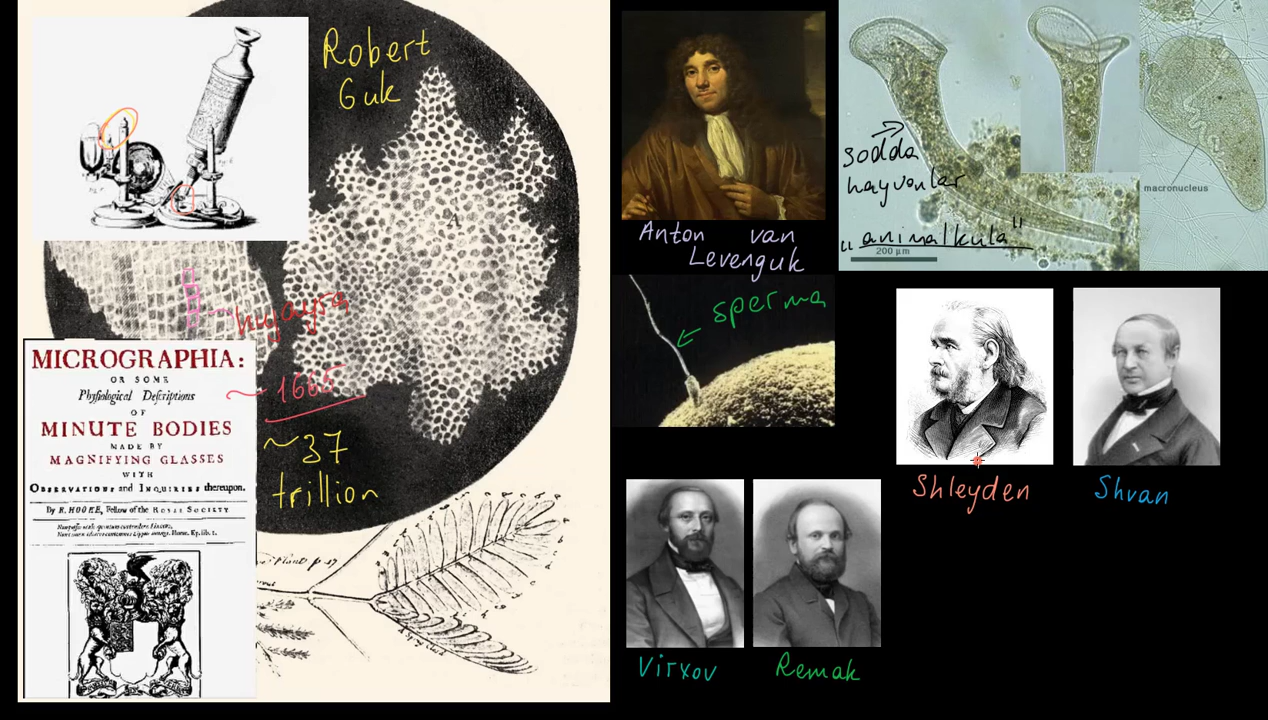 Robert
Guk
hujayra
1665
~37
trillion
MICROGRAPHIA:
OR SOME
Phyſiological Deſcriptions
OF
MINUTE BODIES
MADE BY
MAGNIFYING GLASSES
WITH
OBSERVATIONS and INQUIRIES thereupon.
By R. HOOKE, Fellow of the ROYAL SOCIETY
A
Anton van
Levenguk
sperma
sodda
hayvonlar
„animalkula"
200 µm
macronucleus
Shleyden
Shvan
Virxov
Remak